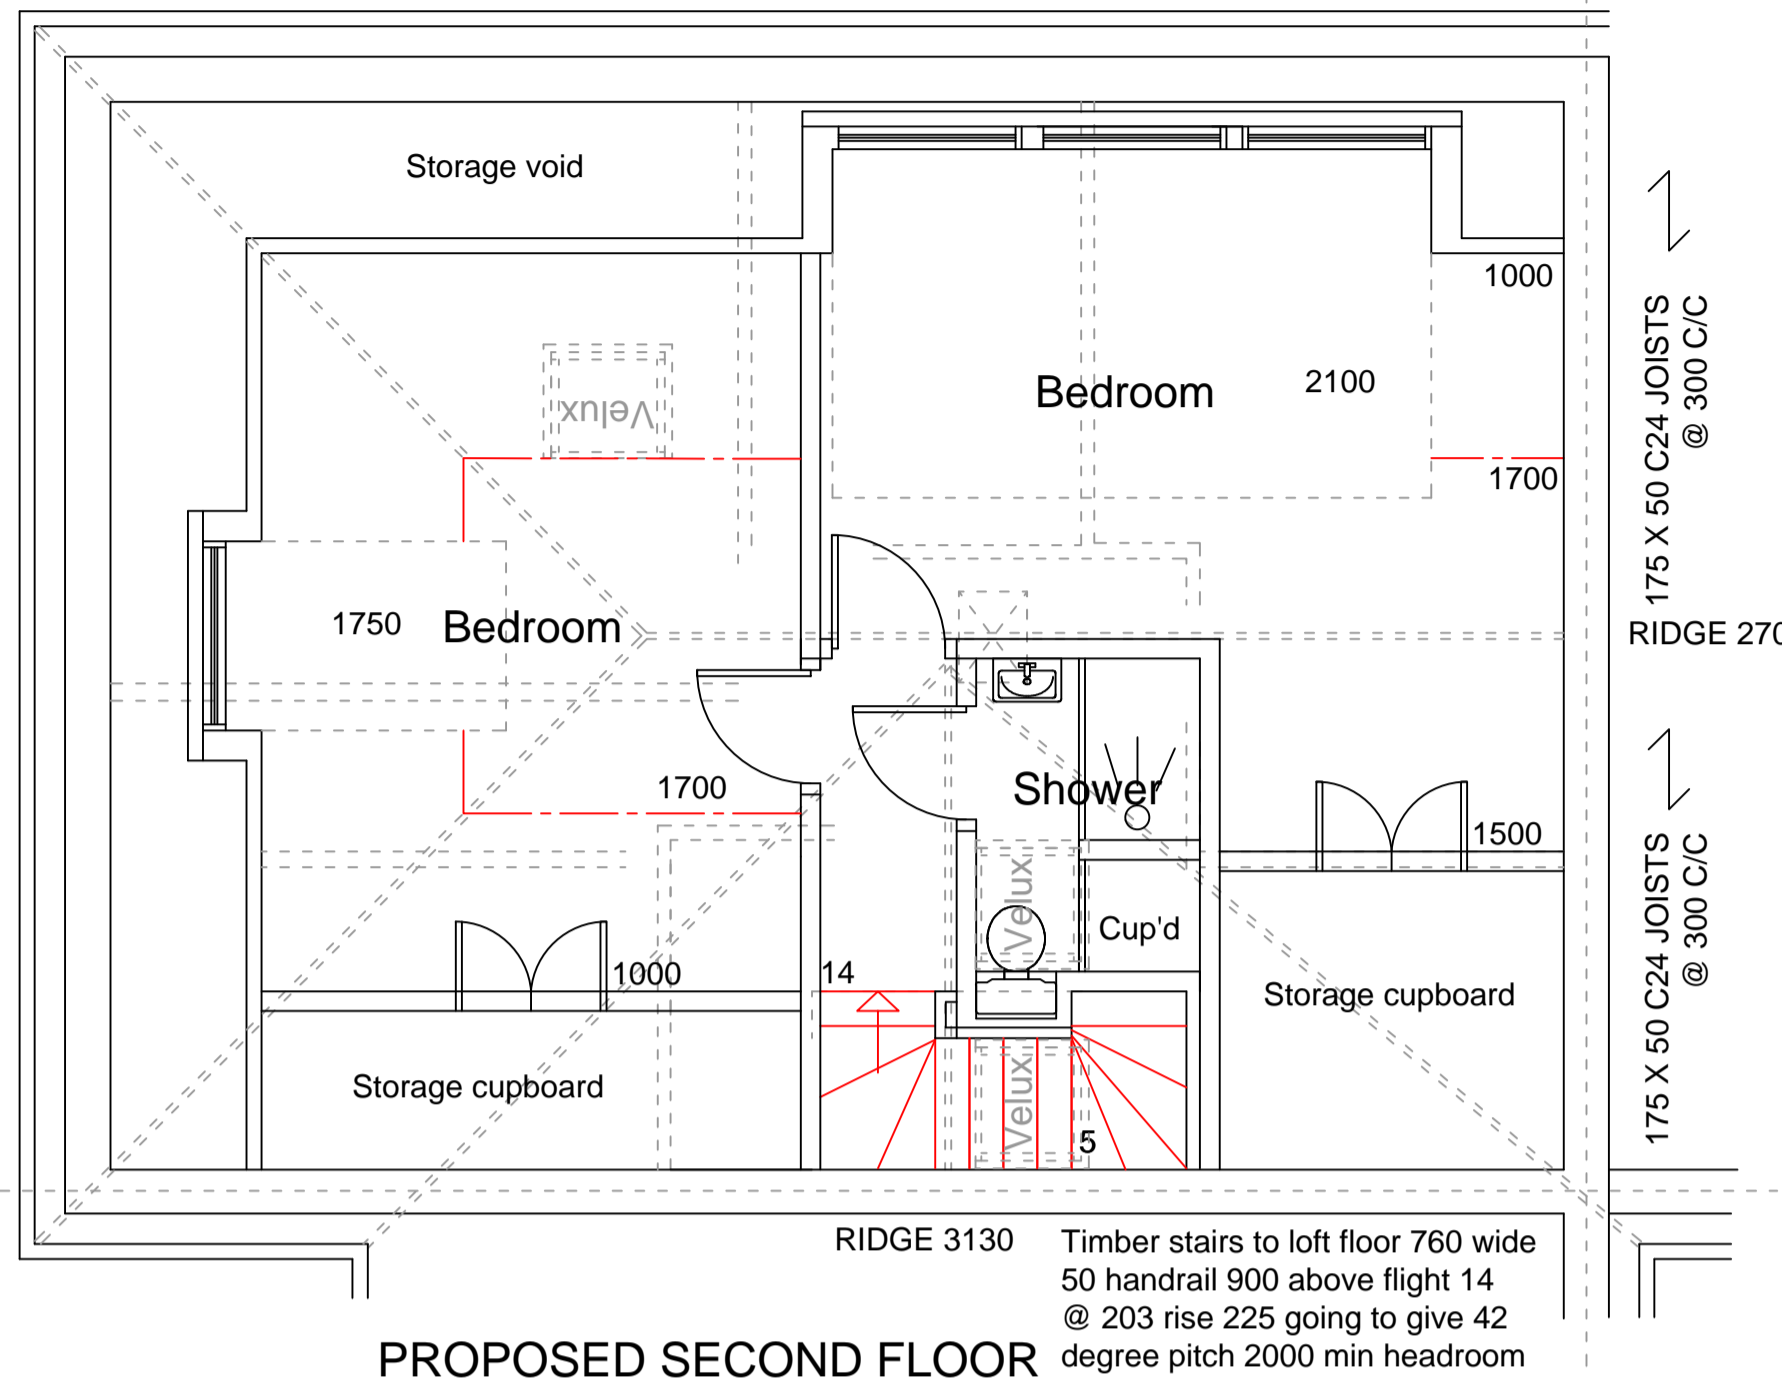 Storage void
1000
175 X 50 C24 JOISTS
@ 300 C/C
Bedroom
2100
Velux
1700
1750
Bedroom
RIDGE 270
1700
Shower
1500
175 X 50 C24 JOISTS
@ 300 C/C
Velux
Cup'd
1000
14
Storage cupboard
Storage cupboard
Velux
5
RIDGE 3130
Timber stairs to loft floor 760 wide
50 handrail 900 above flight 14
@ 203 rise 225 going to give 42
degree pitch 2000 min headroom
PROPOSED SECOND FLOOR